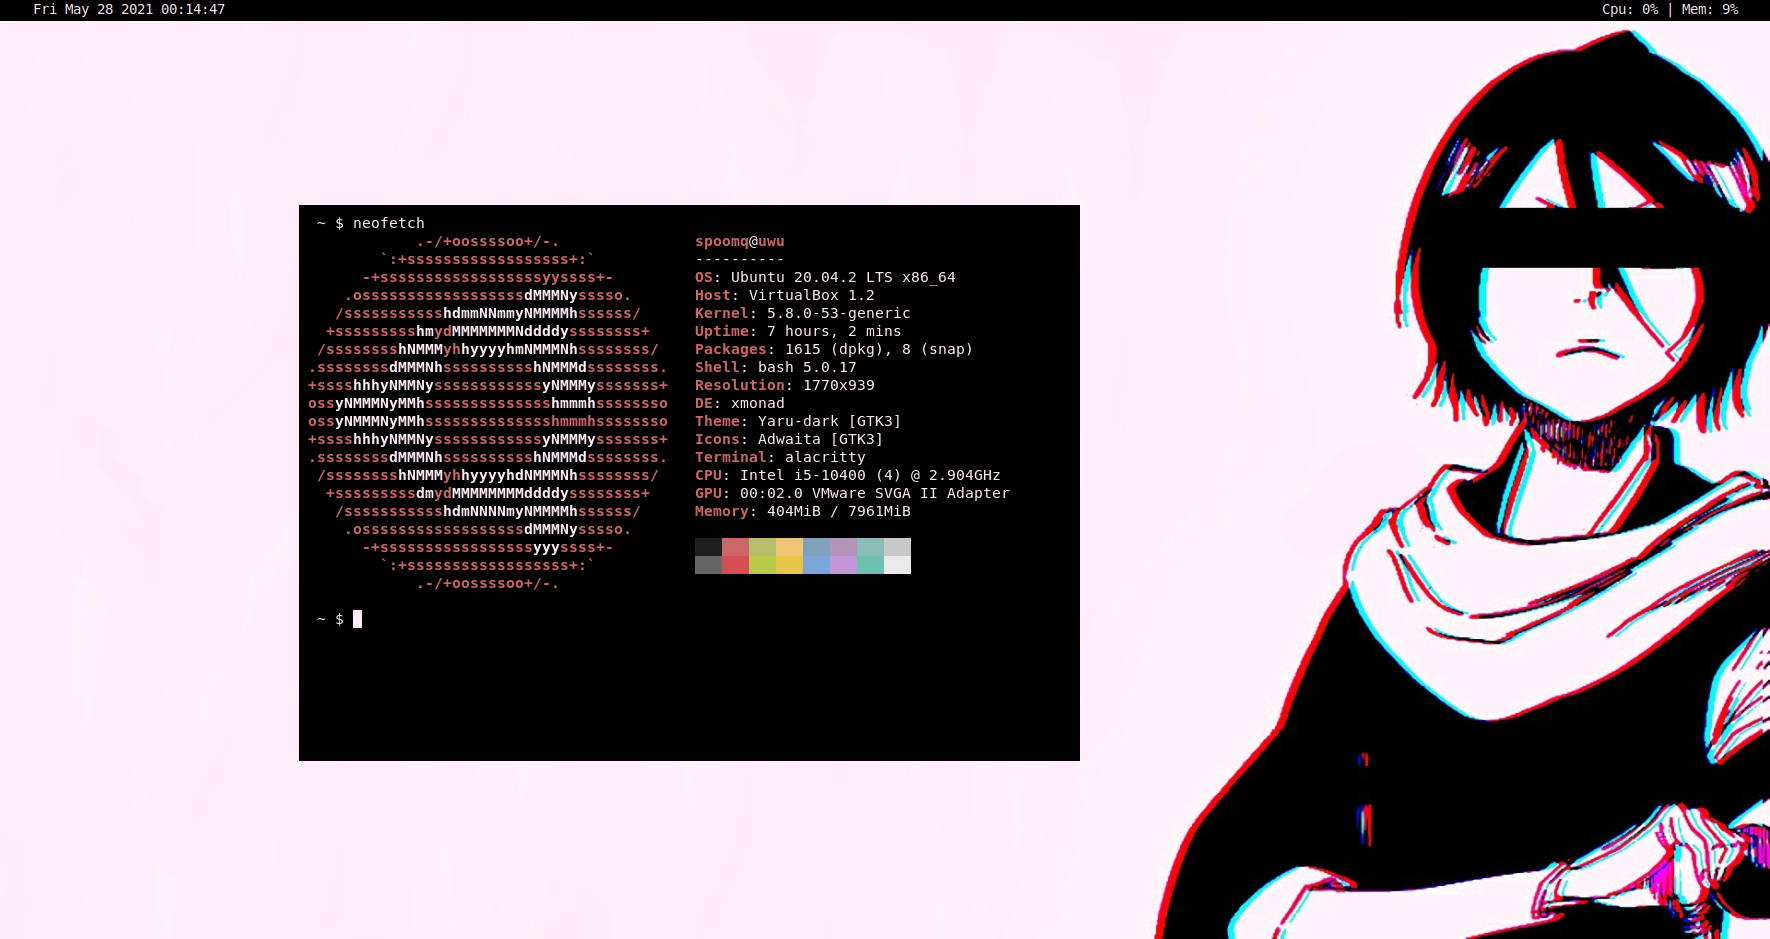 Fri May 28 2021 00:14:47 Cpu: 0% | Mem: 9%
~ $ neofetch
.-/+oossssoo+/-. spoomq@uwu
`:+ssssssssssssssssss+:` ----------
-+ssssssssssssssssssyyssss+- OS: Ubuntu 20.04.2 LTS x86_64
.ossssssssssssssssssdMMMNysssso. Host: VirtualBox 1.2
/ssssssssssshdmmNNmmyNMMMMhssssss/ Kernel: 5.8.0-53-generic
+ssssssssshmydMMMMMMMNddddyssssssss+ Uptime: 7 hours, 2 mins
/sssssssshNMMMyhhyyyyhmNMMMNhssssssss/ Packages: 1615 (dpkg), 8 (snap)
.ssssssssdMMMNhsssssssssshNMMMdssssssss. Shell: bash 5.0.17
+sssshhhyNMMNyssssssssssssyNMMMysssssss+ Resolution: 1770x939
ossyNMMMNyMMhsssssssssssssshmmmhssssssso DE: xmonad
ossyNMMMNyMMhsssssssssssssshmmmhssssssso Theme: Yaru-dark [GTK3]
+sssshhhyNMMNyssssssssssssyNMMMysssssss+ Icons: Adwaita [GTK3]
.ssssssssdMMMNhsssssssssshNMMMdssssssss. Terminal: alacritty
/sssssssshNMMMyhhyyyyhdNMMMNhssssssss/ CPU: Intel i5-10400 (4) @ 2.904GHz
+sssssssssdmydMMMMMMMMddddyssssssss+ GPU: 00:02.0 VMware SVGA II Adapter
/ssssssssssshdmNNNNmyNMMMMhssssss/ Memory: 404MiB / 7961MiB
.ossssssssssssssssssdMMMNysssso.
-+sssssssssssssssssyyyssss+-
`:+ssssssssssssssssss+:`
.-/+oossssoo+/-.
~ $